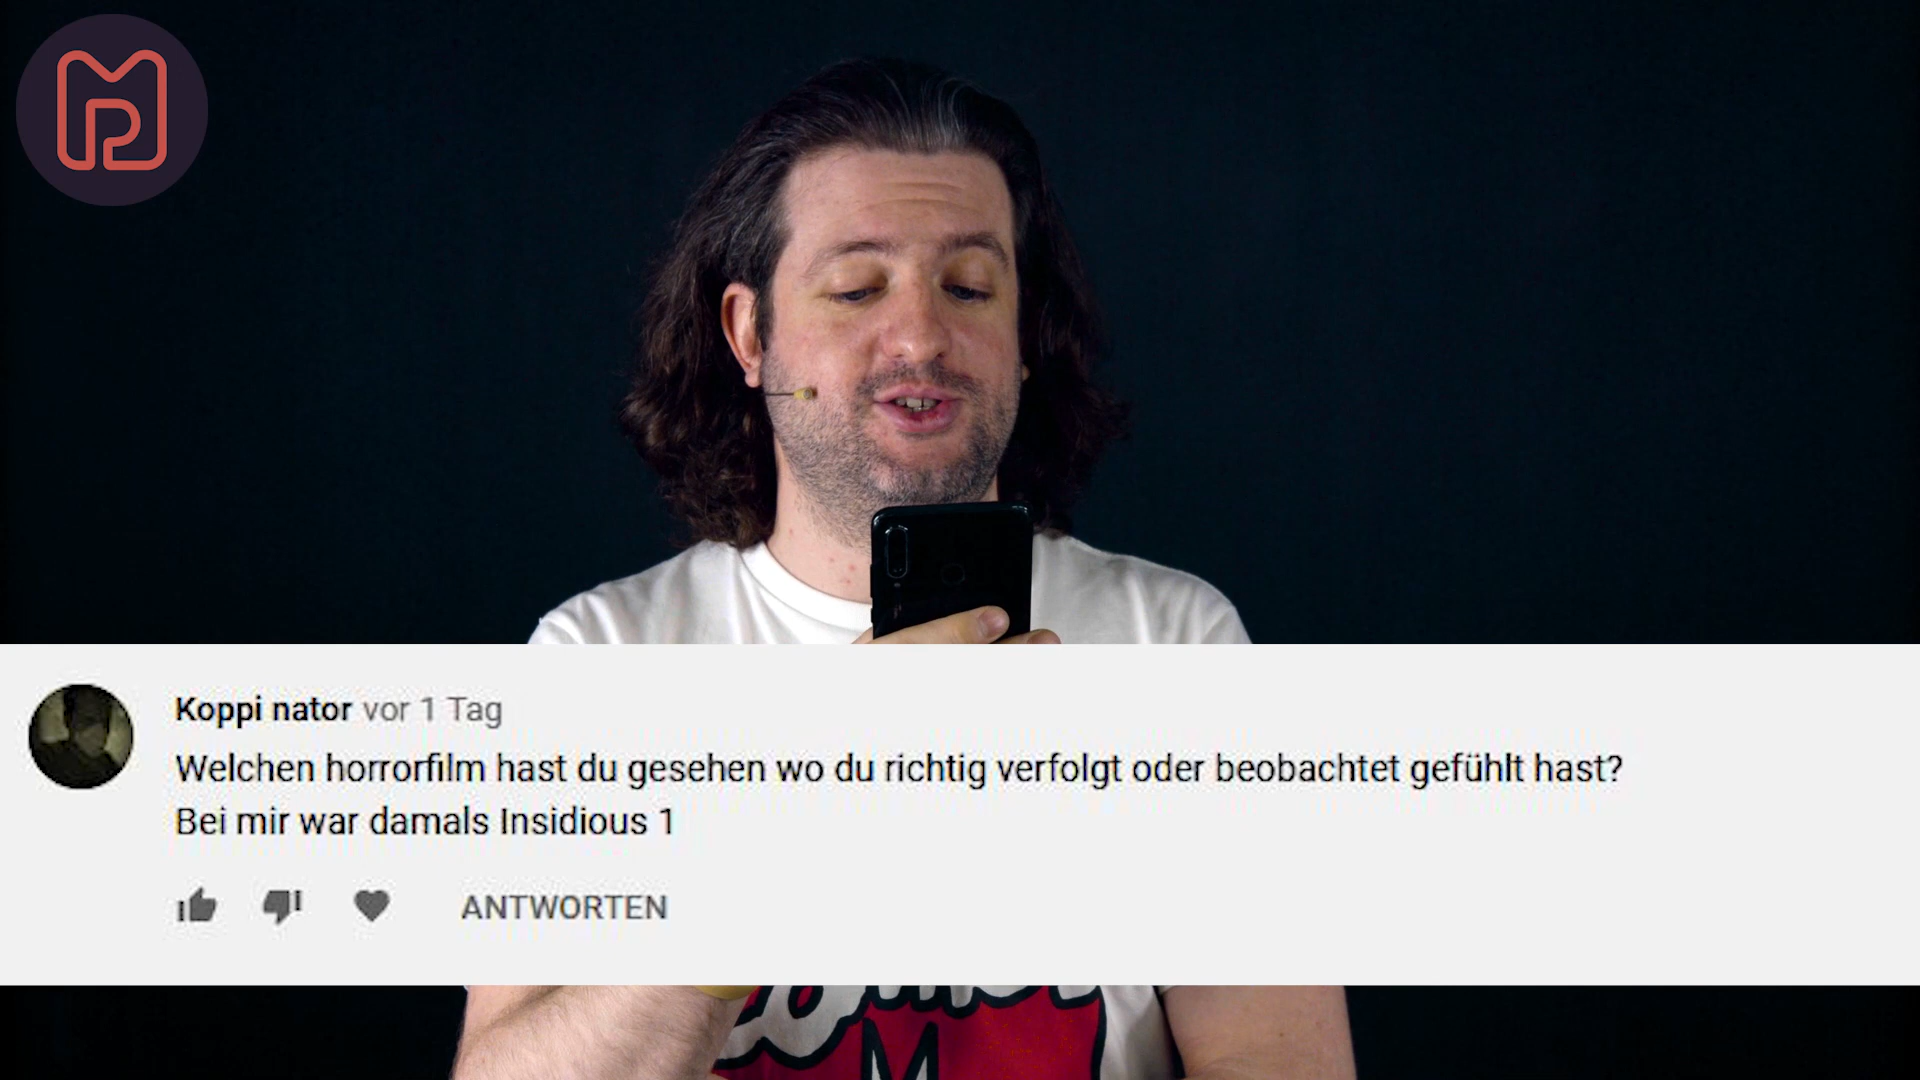 MP
Koppi nator vor 1 Tag
Welchen horrorfilm hast du gesehen wo du richtig verfolgt oder beobachtet gefühlt hast?
Bei mir war damals Insidious 1
ANTWORTEN
M